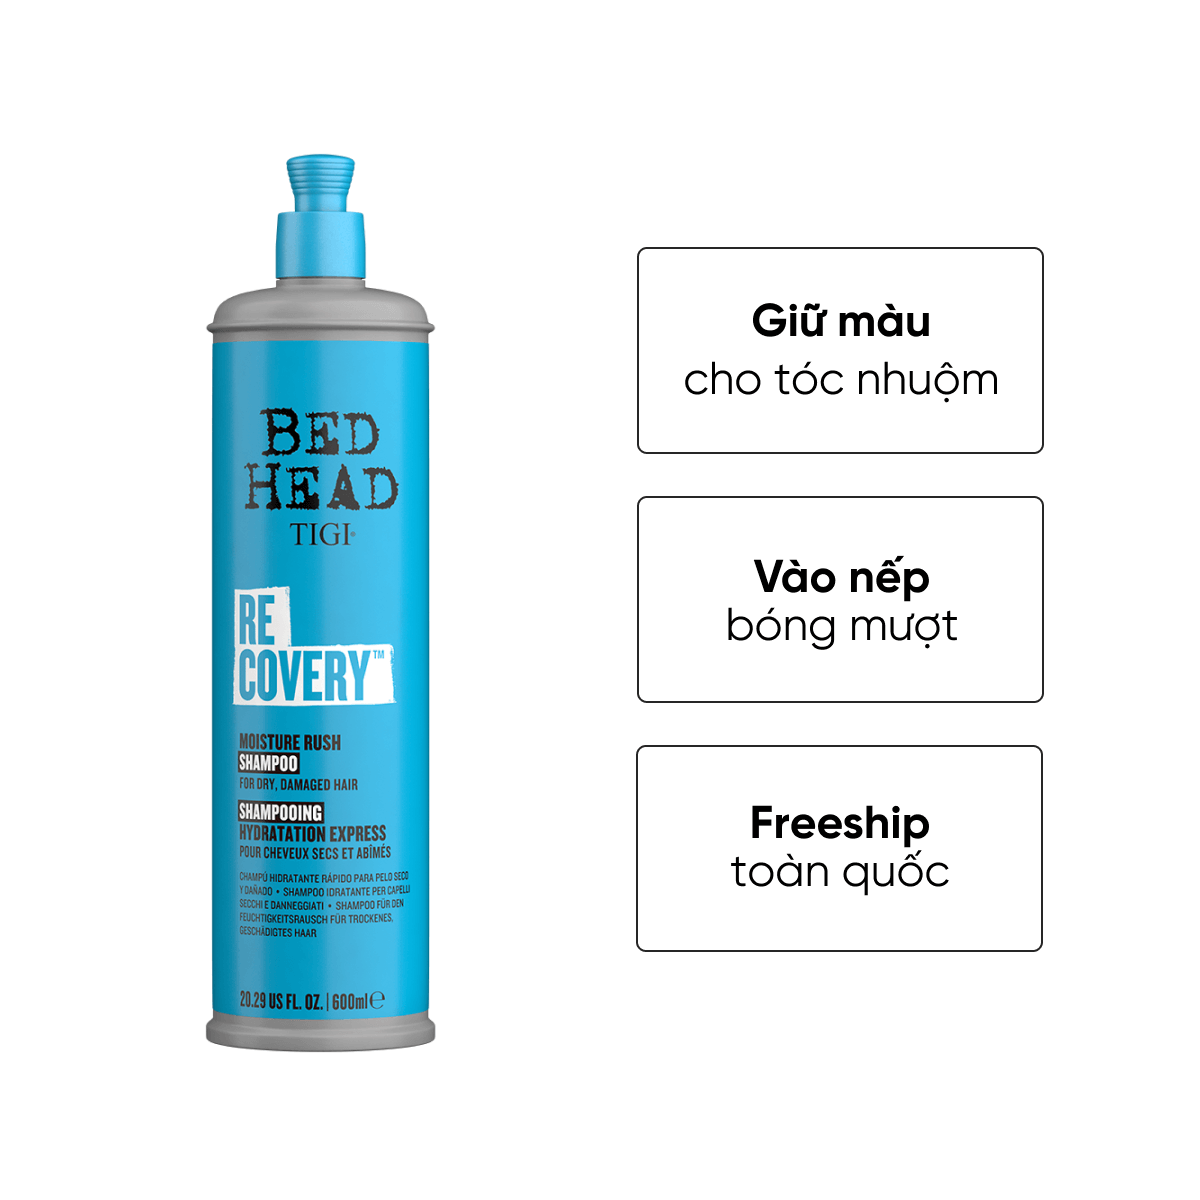 BED
HEAD
TIGI®
RE
COVERY™
MOISTURE RUSH
SHAMPOO
FOR DRY, DAMAGED HAIR
SHAMPOOING
HYDRATATION EXPRESS
POUR CHEVEUX SECS ET ABÎMÉS
CHAMPÚ HIDRATANTE RÁPIDO PARA PELO SECO
Y DAÑADO • SHAMPOO IDRATANTE PER CAPELLI
SECCHI E DANNEGGIATI • SHAMPOO FÜR DEN
FEUCHTIGKEITSRAUSCH FÜR TROCKENES,
GESCHÄDIGTES HAAR
20.29 US FL. OZ. | 600ml℮
Giữ màu
cho tóc nhuộm
Vào nếp
bóng mượt
Freeship
toàn quốc